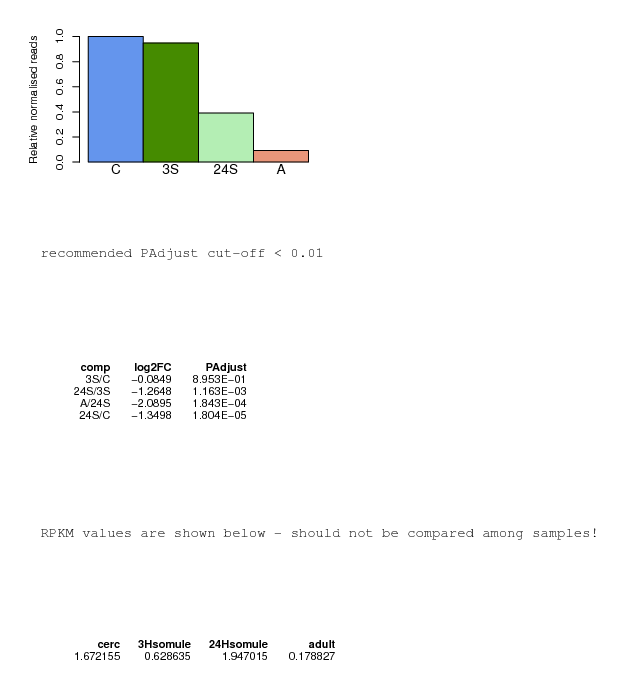 Relative normalised reads
1.0
0.8
0.6
0.4
0.2
0.0
C 3S 24S A
recommended PAdjust cut-off < 0.01
comp log2FC PAdjust
3S/C −0.0849 8.953E−01
24S/3S −1.2648 1.163E−03
A/24S −2.0895 1.843E−04
24S/C −1.3498 1.804E−05
RPKM values are shown below - should not be compared among samples!
cerc 3Hsomule 24Hsomule adult
1.672155 0.628635 1.947015 0.178827